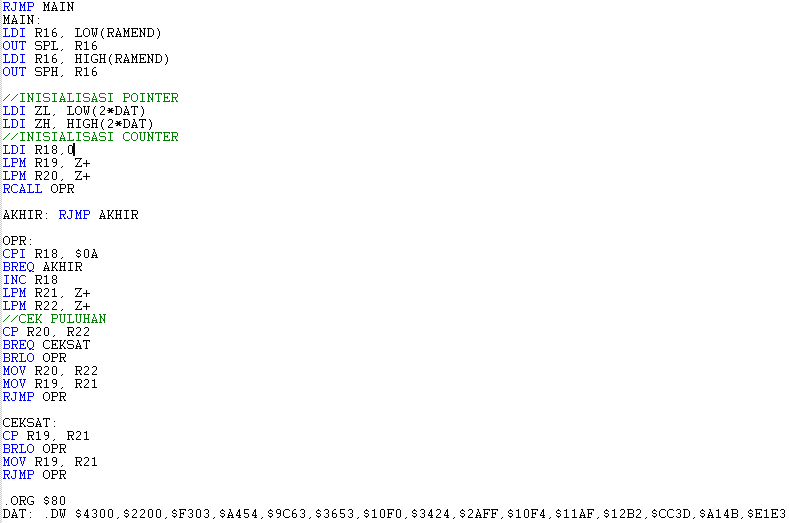 RJMP MAIN
MAIN:
LDI R16, LOW(RAMEND)
OUT SPL, R16
LDI R16, HIGH(RAMEND)
OUT SPH, R16
//INISIALISASI POINTER
LDI ZL, LOW(2*DAT)
LDI ZH, HIGH(2*DAT)
//INISIALISASI COUNTER
LDI R18,0
LPM R19, Z+
LPM R20, Z+
RCALL OPR
AKHIR: RJMP AKHIR
OPR:
CPI R18, $0A
BREQ AKHIR
INC R18
LPM R21, Z+
LPM R22, Z+
//CEK PULUHAN
CP R20, R22
BREQ CEKSAT
BRLO OPR
MOV R20, R22
MOV R19, R21
RJMP OPR
CEKSAT:
CP R19, R21
BRLO OPR
MOV R19, R21
RJMP OPR
.ORG $80
DAT: .DW $4300,$2200,$F303,$A454,$9C63,$3653,$10F0,$3424,$2AFF,$10F4,$11AF,$12B2,$CC3D,$A14B,$E1E3